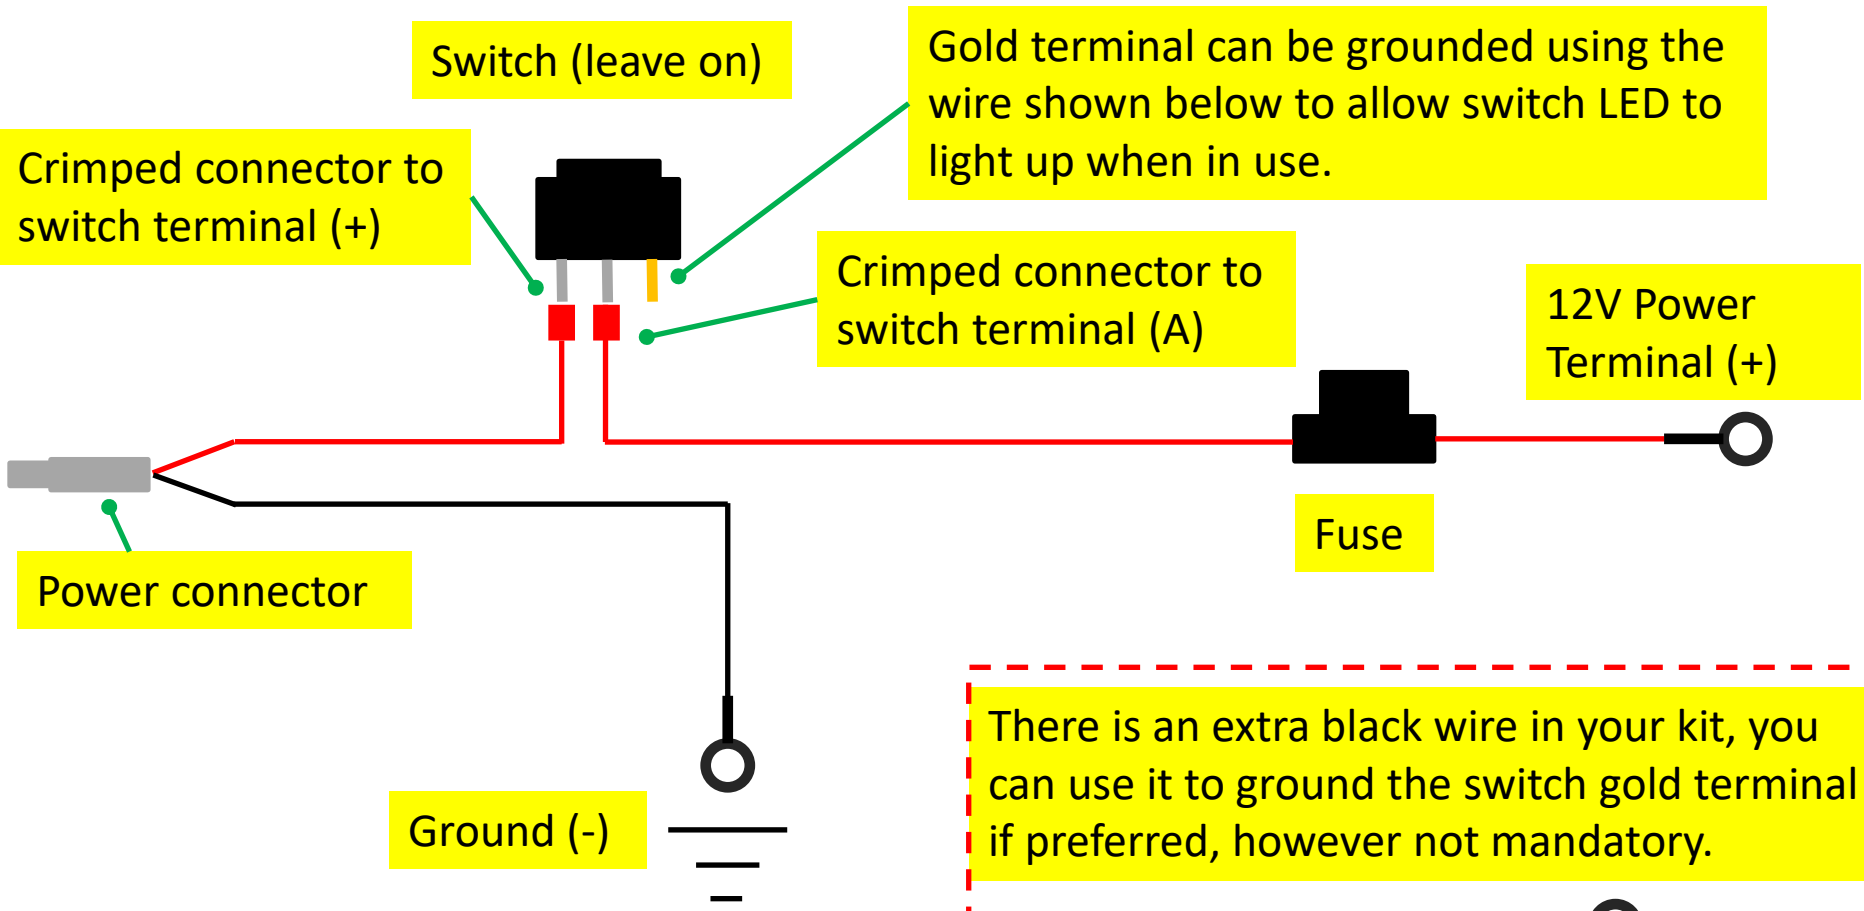 Switch (leave on)
Gold terminal can be grounded using the
wire shown below to allow switch LED to
light up when in use.
Crimped connector to
switch terminal (+)
Crimped connector to
switch terminal (A)
12V Power
Terminal (+)
Fuse
Power connector
There is an extra black wire in your kit, you
can use it to ground the switch gold terminal
if preferred, however not mandatory.
Ground (-)